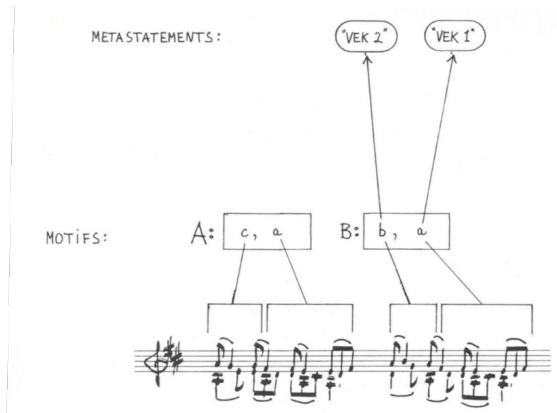 METASTATEMENTS: "VEK 2" "VEK 1"
MOTIFS: A: c, a B: b, a